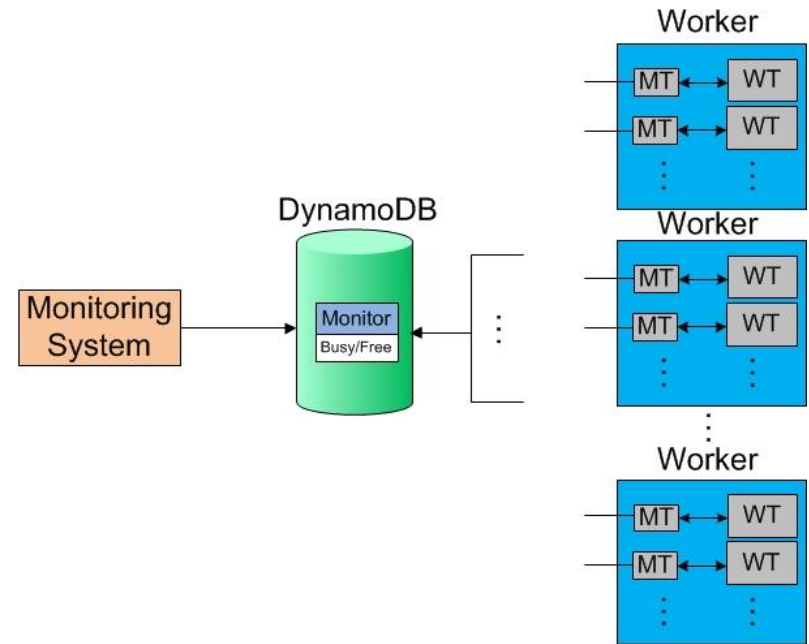 Worker
MT
WT
MT
WT
Worker
DynamoDB
MT
WT
Monitoring
System
Monitor
Busy/Free
MT
WT
Worker
MT
WT
MT
WT